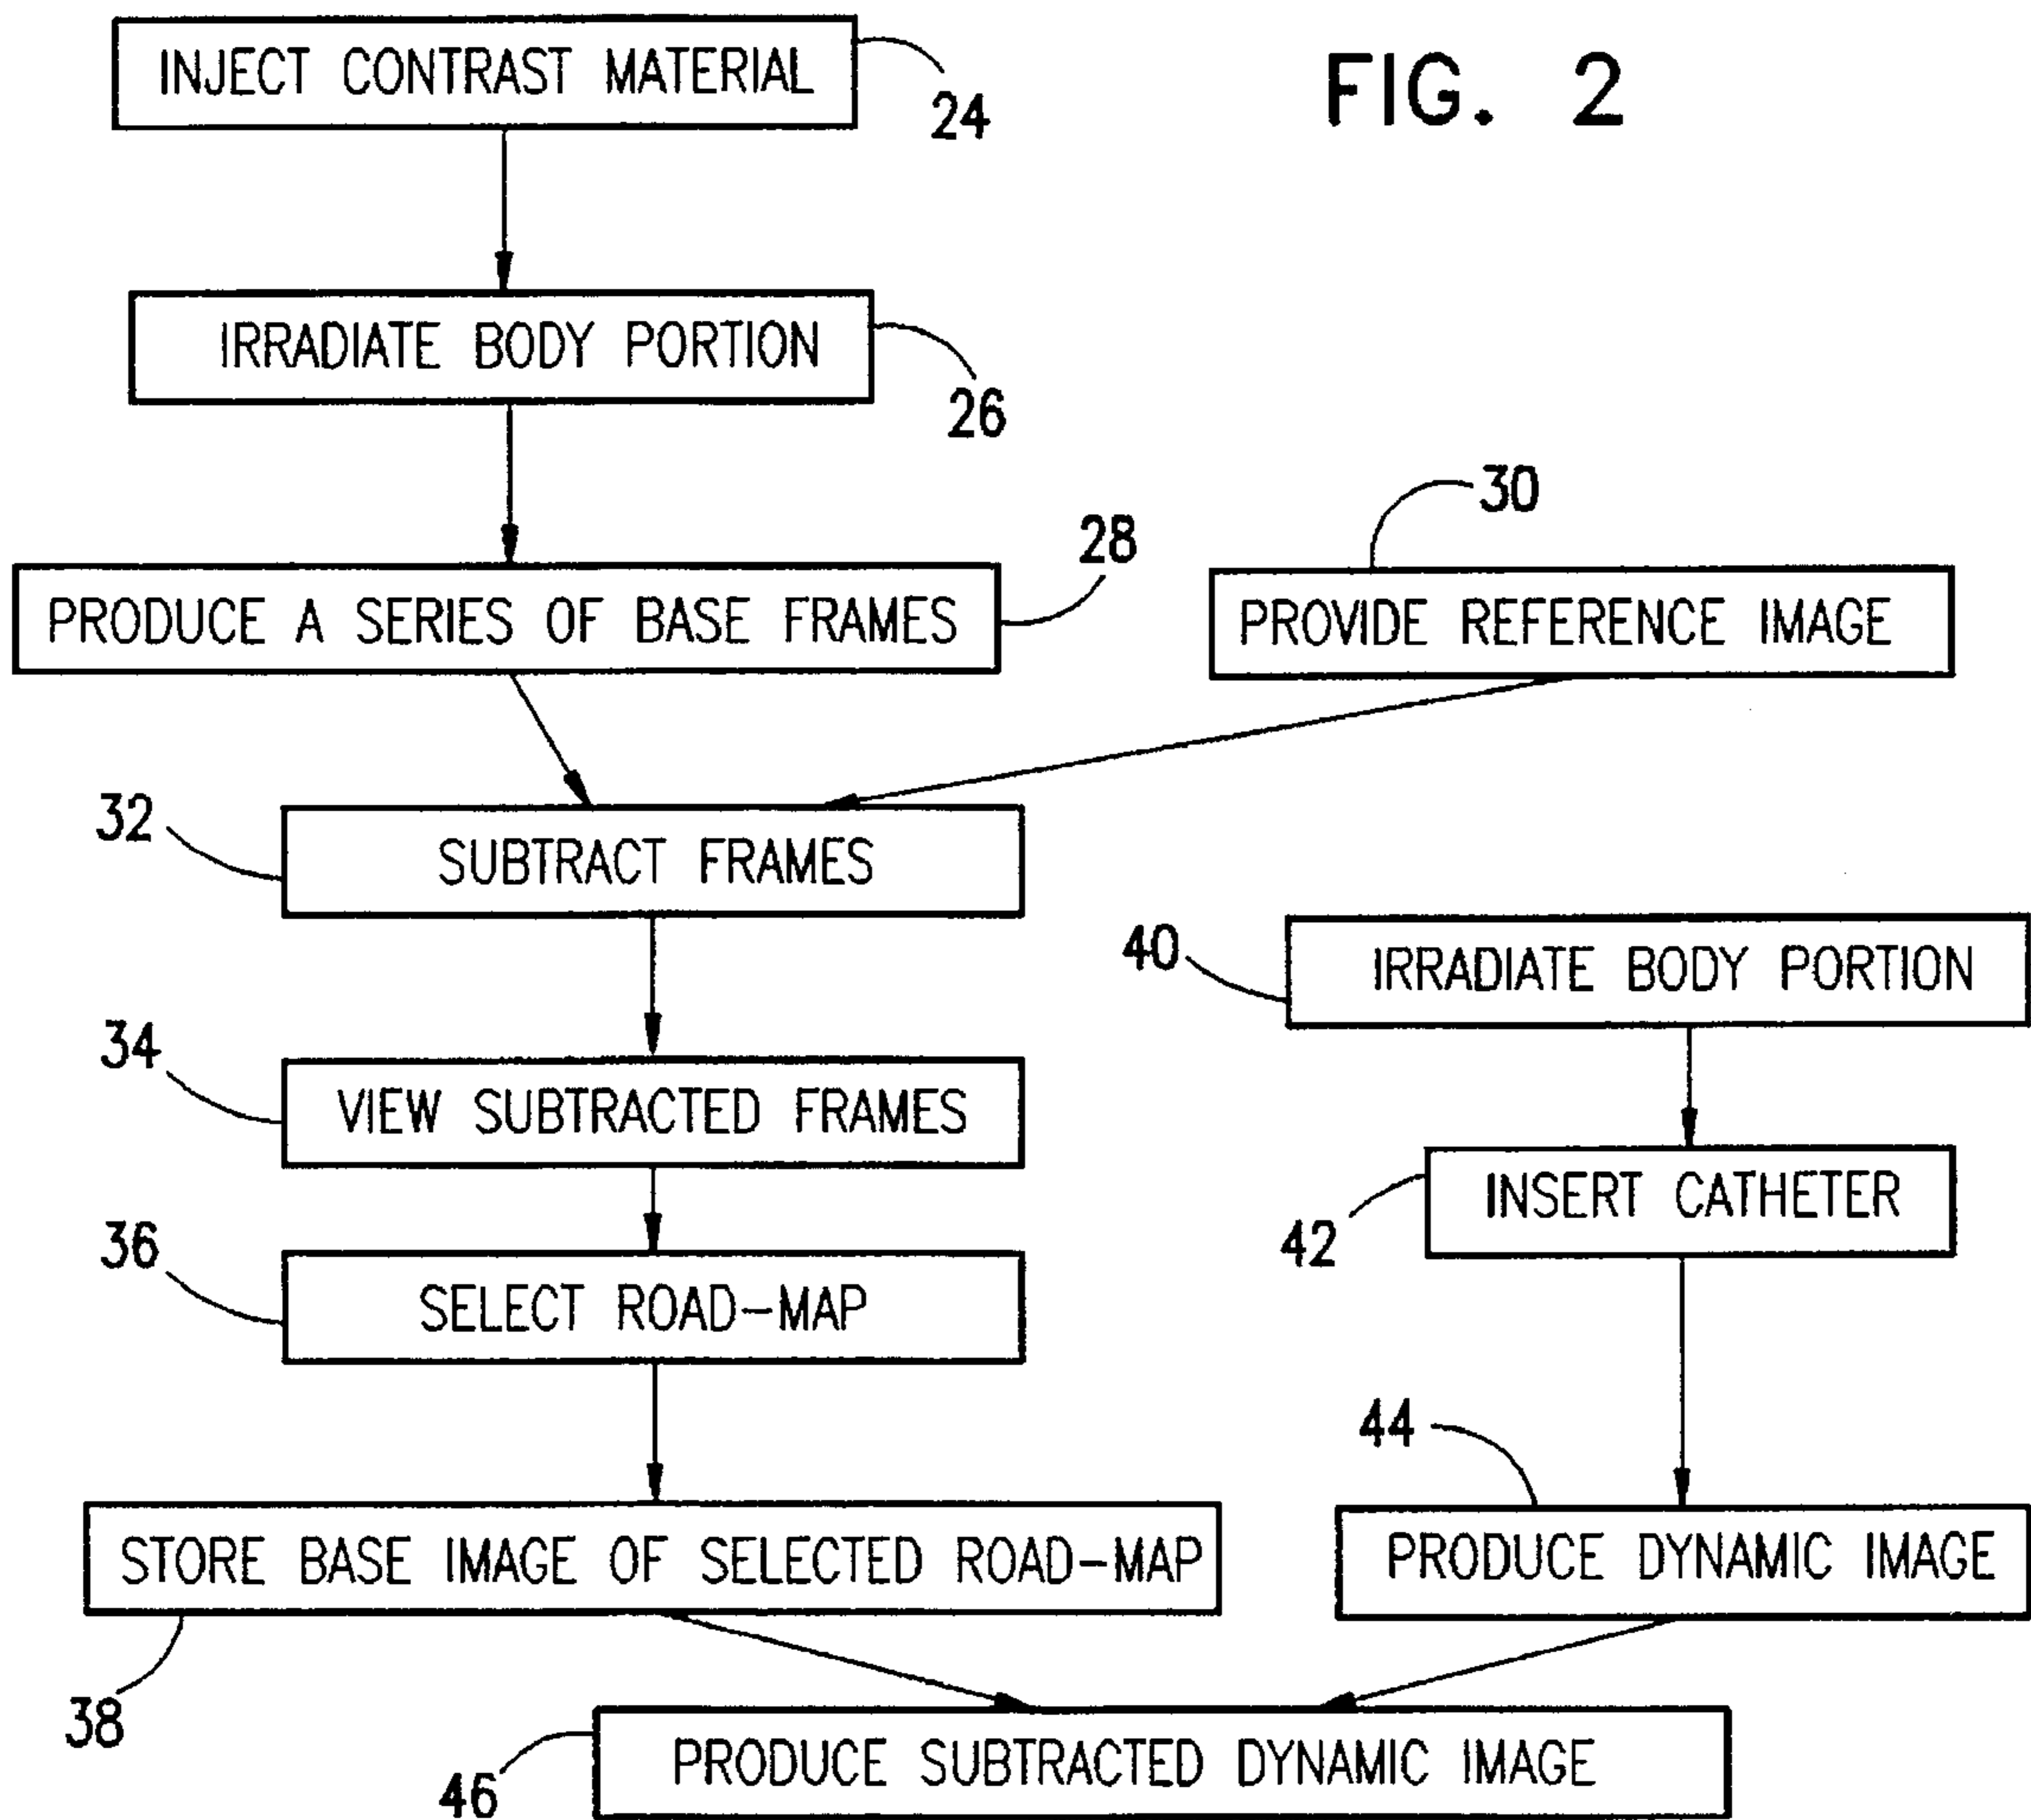 FIG. 2
INJECT CONTRAST MATERIAL
24
IRRADIATE BODY PORTION
26
PRODUCE A SERIES OF BASE FRAMES
28
30
PROVIDE REFERENCE IMAGE
32
SUBTRACT FRAMES
34
VIEW SUBTRACTED FRAMES
36
SELECT ROAD-MAP
STORE BASE IMAGE OF SELECTED ROAD-MAP
38
40
IRRADIATE BODY PORTION
42
INSERT CATHETER
44
PRODUCE DYNAMIC IMAGE
46
PRODUCE SUBTRACTED DYNAMIC IMAGE